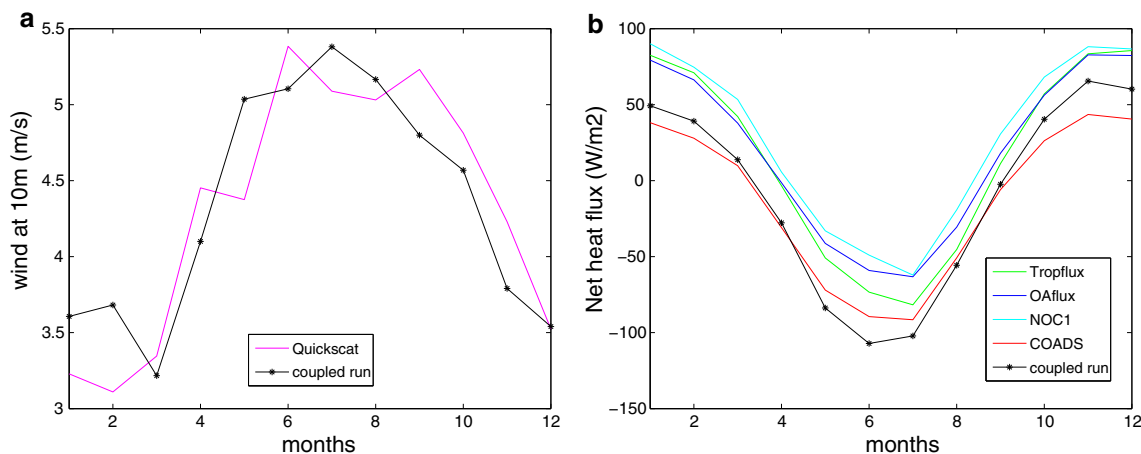 a
5.5
5
4.5
4
3.5
3
wind at 10m (m/s)
2 4 6 8 10 12
months
Quickscat
coupled run
b
100
50
0
−50
−100
−150
Net heat flux (W/m2)
2 4 6 8 10 12
months
Tropflux
OAflux
NOC1
COADS
coupled run